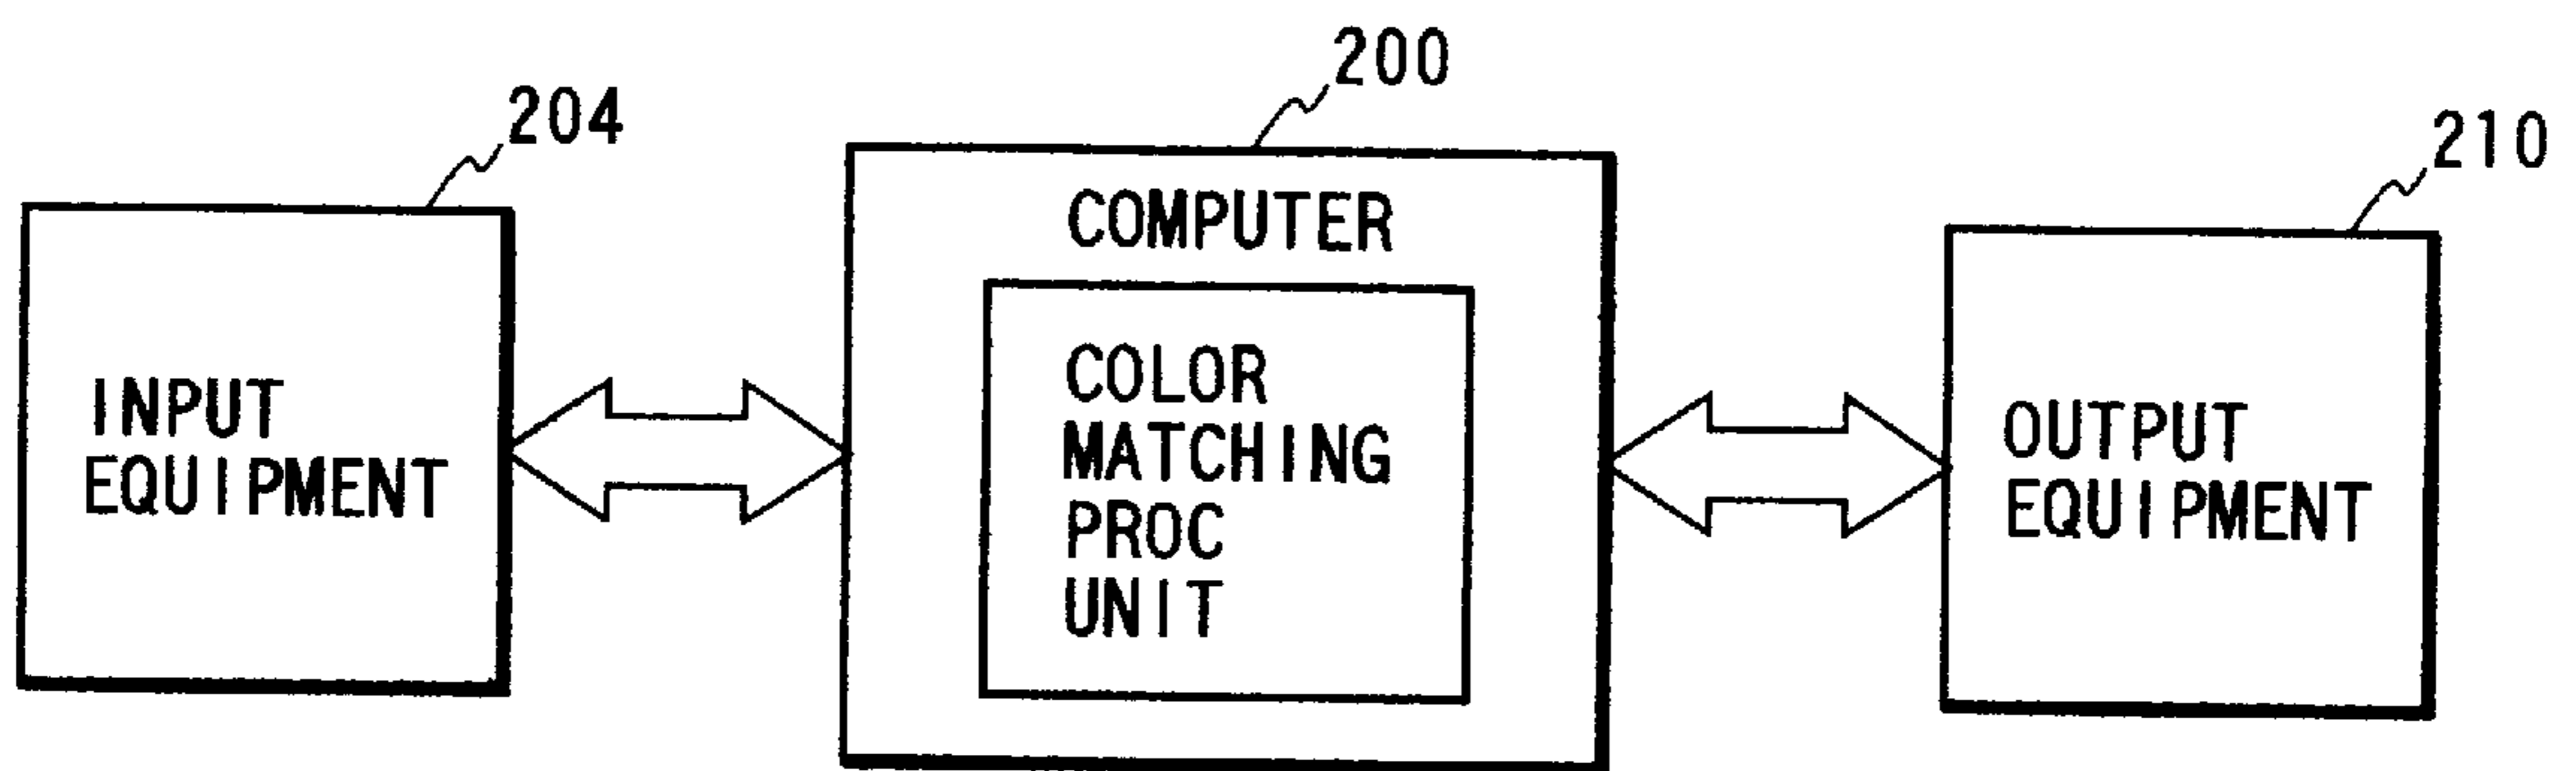 204
INPUT
EQUIPMENT
200
COMPUTER
COLOR
MATCHING
PROC
UNIT
210
OUTPUT
EQUIPMENT